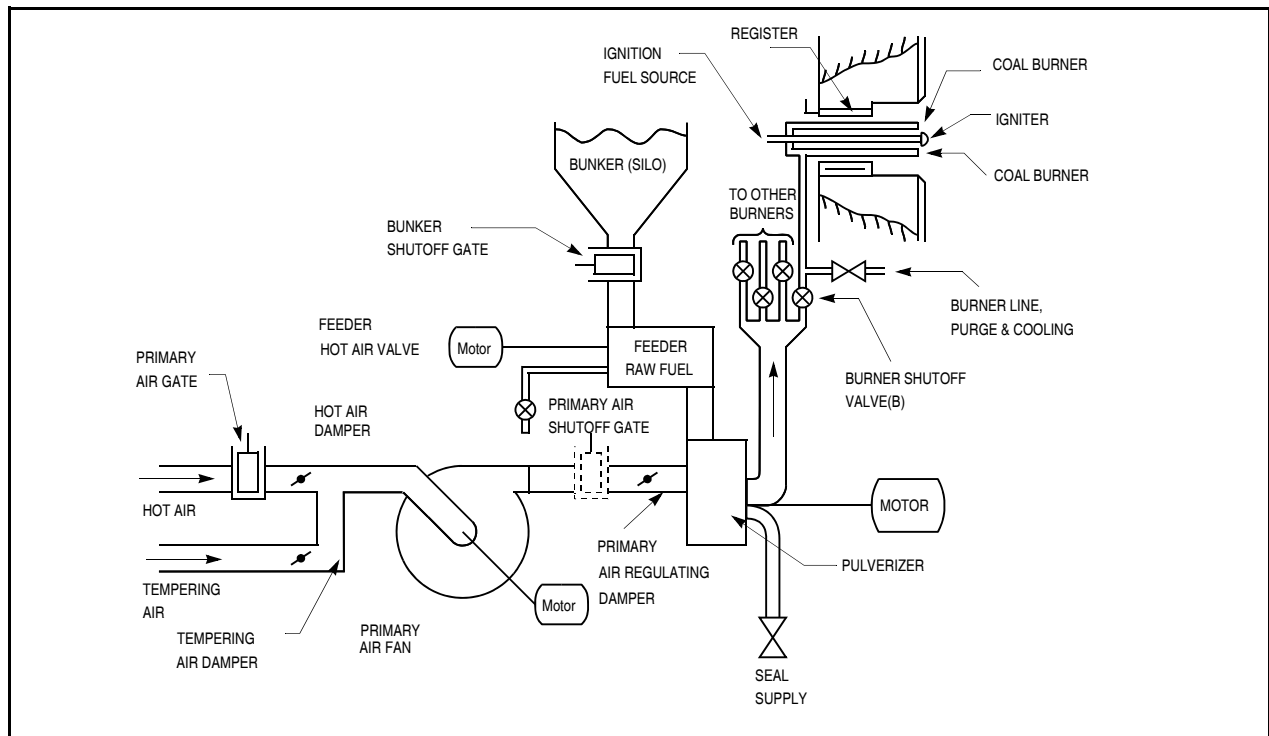 REGISTER
IGNITION
FUEL SOURCE
COAL BURNER
IGNITER
COAL BURNER
BUNKER (SILO)
TO OTHER
BURNERS
BUNKER
SHUTOFF GATE
BURNER LINE,
PURGE & COOLING
FEEDER
HOT AIR VALVE
Motor
FEEDER
RAW FUEL
PRIMARY
AIR GATE
BURNER SHUTOFF
VALVE(B)
HOT AIR
DAMPER
PRIMARY AIR
SHUTOFF GATE
HOT AIR
MOTOR
PRIMARY
AIR REGULATING
DAMPER
PULVERIZER
TEMPERING
AIR
Motor
TEMPERING
AIR DAMPER
PRIMARY
AIR FAN
SEAL
SUPPLY